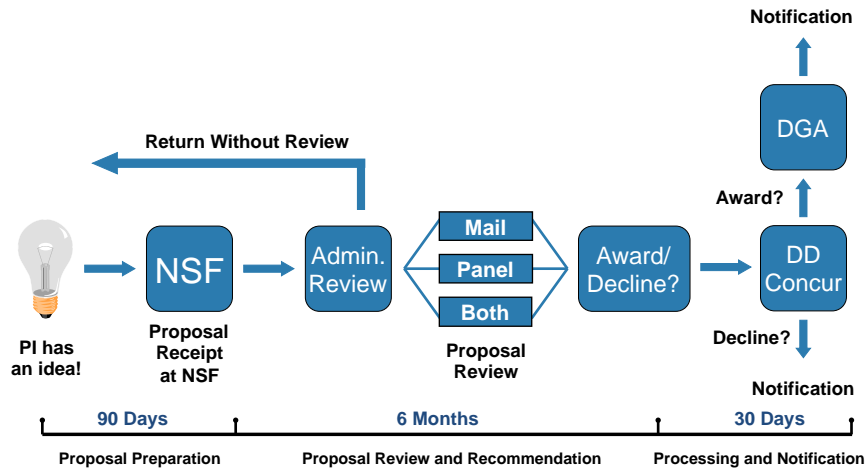 Notification
DGA
Return Without Review
Award?
Mail
NSF
Admin.
Review
Panel
Award/
Decline?
DD
Concur
Both
Proposal
Receipt
at NSF
PI has
an idea!
Proposal
Review
Decline?
Notification
90 Days
6 Months
30 Days
Proposal Preparation
Proposal Review and Recommendation
Processing and Notification